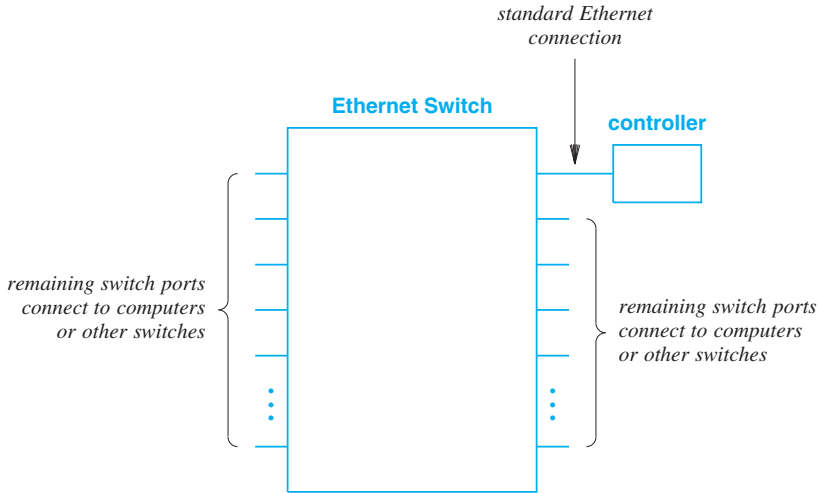 standard Ethernet
connection
Ethernet Switch
controller
remaining switch ports
connect to computers
or other switches
remaining switch ports
connect to computers
or other switches